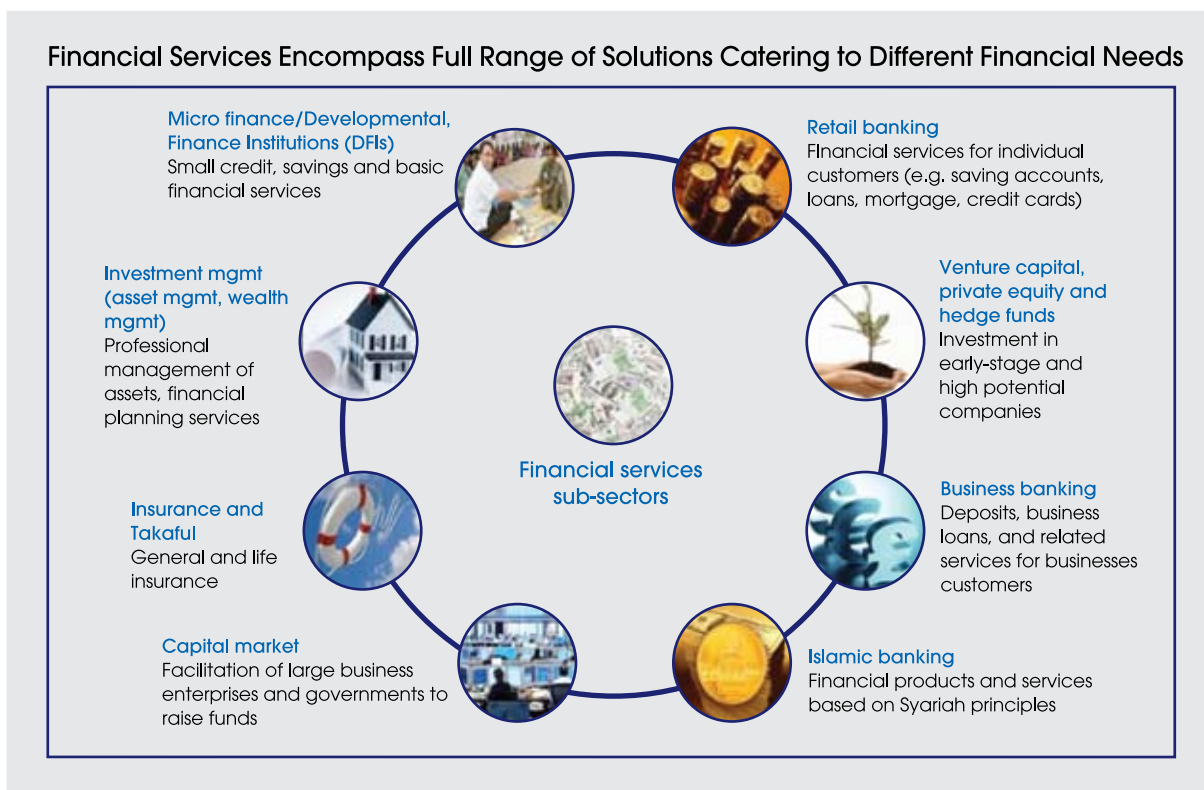 Financial Services Encompass Full Range of Solutions Catering to Different Financial Needs
Micro finance/Developmental,
Finance Institutions (DFIs)
Small credit, savings and basic
financial services
Retail banking
FInancial services for individual
customers (e.g. saving accounts,
loans, mortgage, credit cards)
Investment mgmt
(asset mgmt, wealth
mgmt)
Professional
management of
assets, financial
planning services
Venture capital,
private equity and
hedge funds
Investment in
early-stage and
high potential
companies
Financial services
sub-sectors
Insurance and
Takaful
General and life
insurance
Business banking
Deposits, business
loans, and related
services for businesses
customers
Capital market
Facilitation of large business
enterprises and governments to
raise funds
Islamic banking
Financial products and services
based on Syariah principles